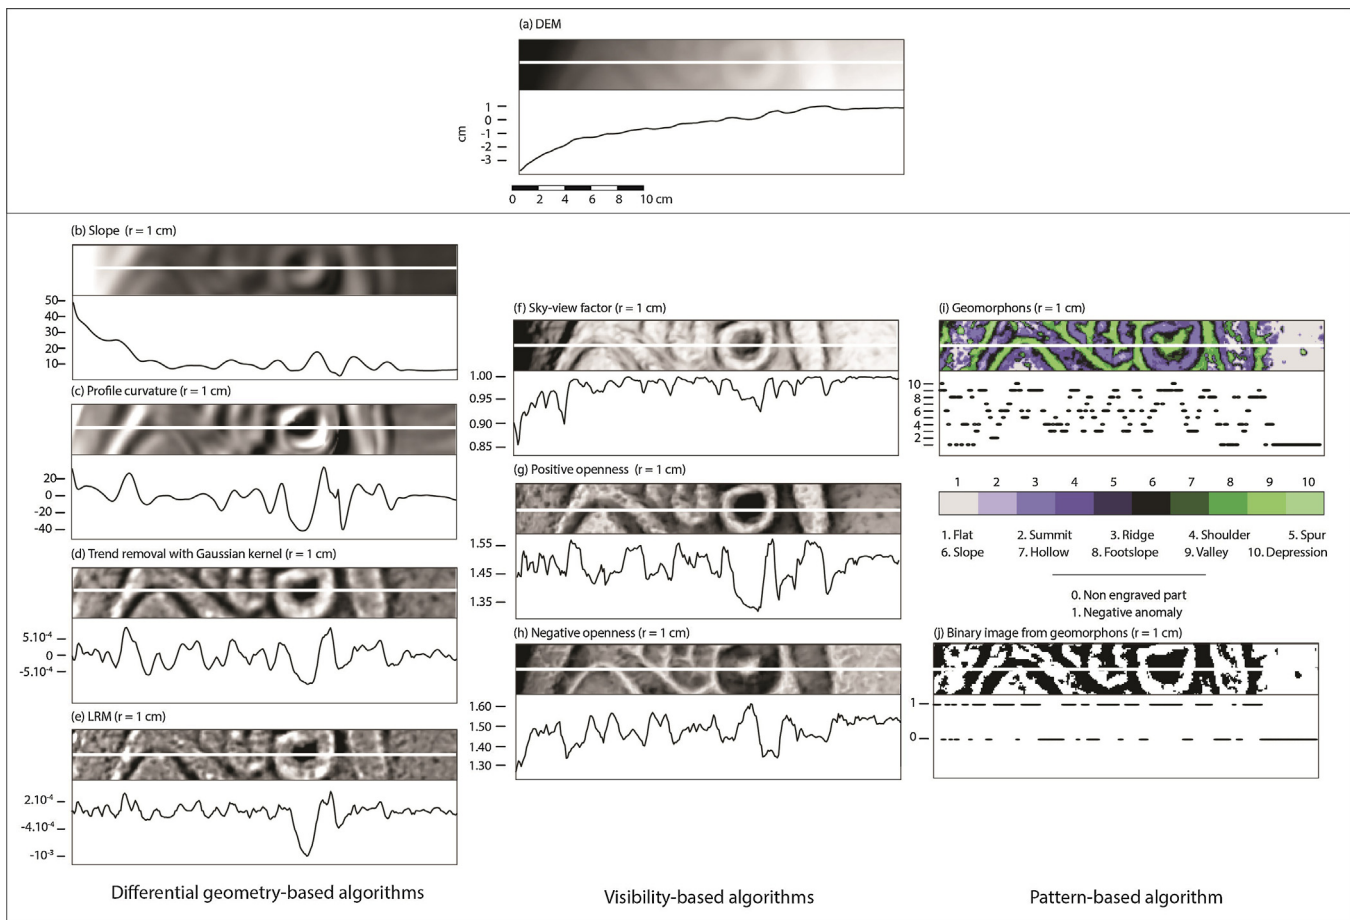 (a) DEM
1
0
-1
-2
-3
cm
0 2 4 6 8 10 cm
(b) Slope (r = 1 cm)
50
40
30
20
10
(c) Profile curvature (r = 1 cm)
20
0
-20
-40
(d) Trend removal with Gaussian kernel (r = 1 cm)
5.10⁻⁴
0
-5.10⁻⁴
(e) LRM (r = 1 cm)
2.10⁻⁴
-4.10⁻⁴
-10⁻³
Differential geometry-based algorithms
(f) Sky-view factor (r = 1 cm)
1.00
0.95
0.90
0.85
(g) Positive openness (r = 1 cm)
1.55
1.45
1.35
(h) Negative openness (r = 1 cm)
1.60
1.50
1.40
1.30
Visibility-based algorithms
(i) Geomorphons (r = 1 cm)
10
8
6
4
2
1 2 3 4 5 6 7 8 9 10
1. Flat 2. Summit 3. Ridge 4. Shoulder 5. Spur
6. Slope 7. Hollow 8. Footslope 9. Valley 10. Depression
0. Non engraved part
1. Negative anomaly
(j) Binary image from geomorphons (r = 1 cm)
1
0
Pattern-based algorithm